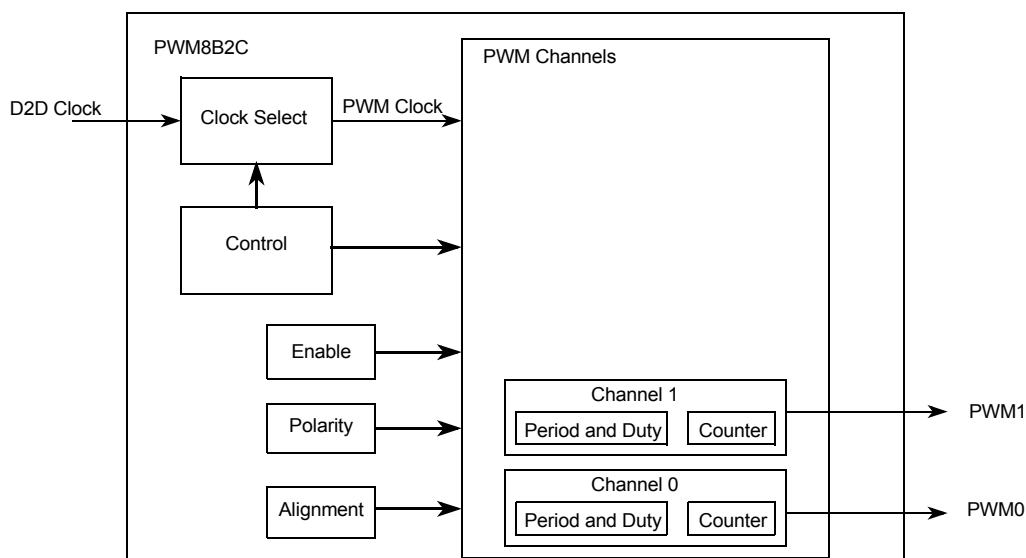 PWM8B2C
PWM Channels
D2D Clock
Clock Select
PWM Clock
Control
Enable
Channel 1
Period and Duty
Counter
PWM1
Polarity
Channel 0
Period and Duty
Counter
PWM0
Alignment